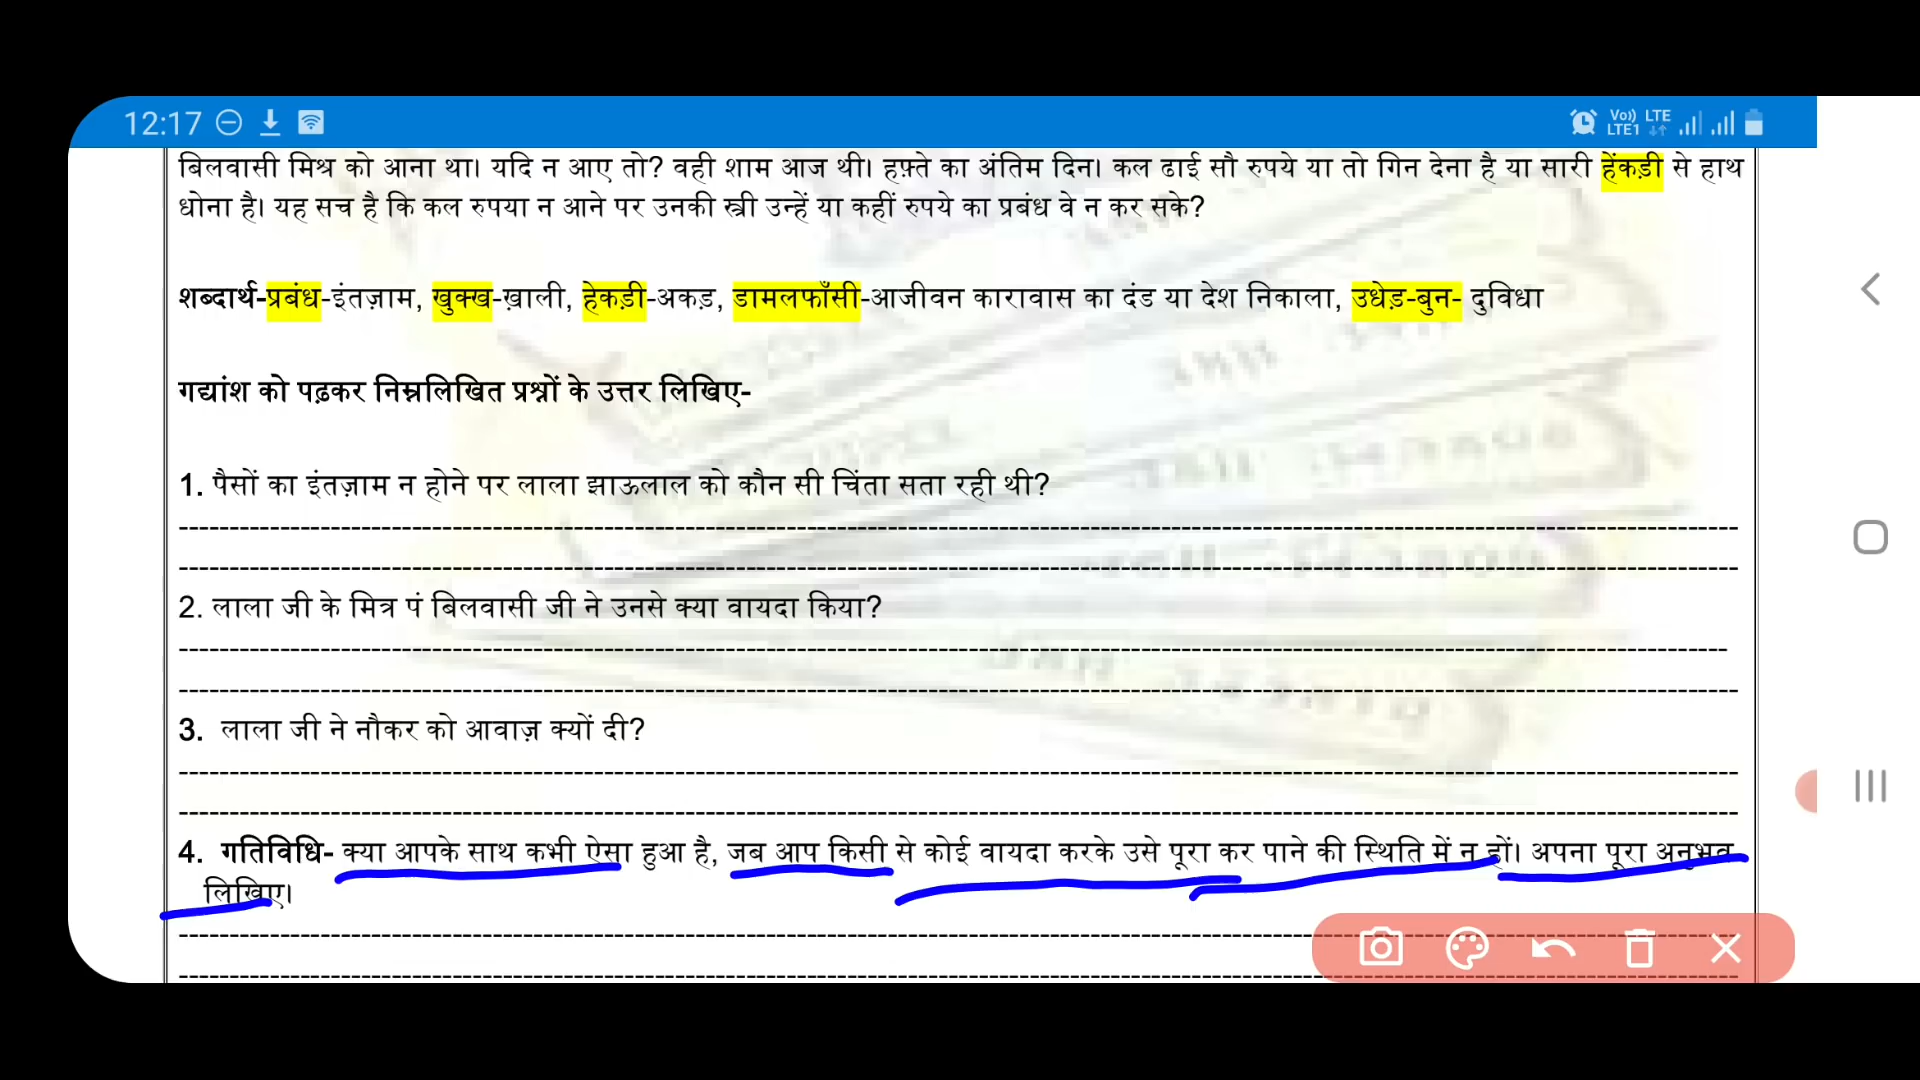 12:17
Vo) LTE
LTE1
बिलवासी मिश्र को आना था। यदि न आए तो? वही शाम आज थी। हफ़्ते का अंतिम दिन। कल ढाई सौ रुपये या तो गिन देना है या सारी हेंकड़ी से हाथ
धोना है। यह सच है कि कल रुपया न आने पर उनकी स्त्री उन्हें या कहीं रुपये का प्रबंध वे न कर सके?
शब्दार्थ-प्रबंध-इंतज़ाम, खुक्ख-ख़ाली, हेकड़ी-अकड़, डामलफाँसी-आजीवन कारावास का दंड या देश निकाला, उधेड़-बुन- दुविधा
गद्यांश को पढ़कर निम्नलिखित प्रश्नों के उत्तर लिखिए-
1. पैसों का इंतज़ाम न होने पर लाला झाऊलाल को कौन सी चिंता सता रही थी?
2. लाला जी के मित्र पं बिलवासी जी ने उनसे क्या वायदा किया?
3. लाला जी ने नौकर को आवाज़ क्यों दी?
4. गतिविधि- क्या आपके साथ कभी ऐसा हुआ है, जब आप किसी से कोई वायदा करके उसे पूरा कर पाने की स्थिति में न हों। अपना पूरा अनुभव
लिखिए।